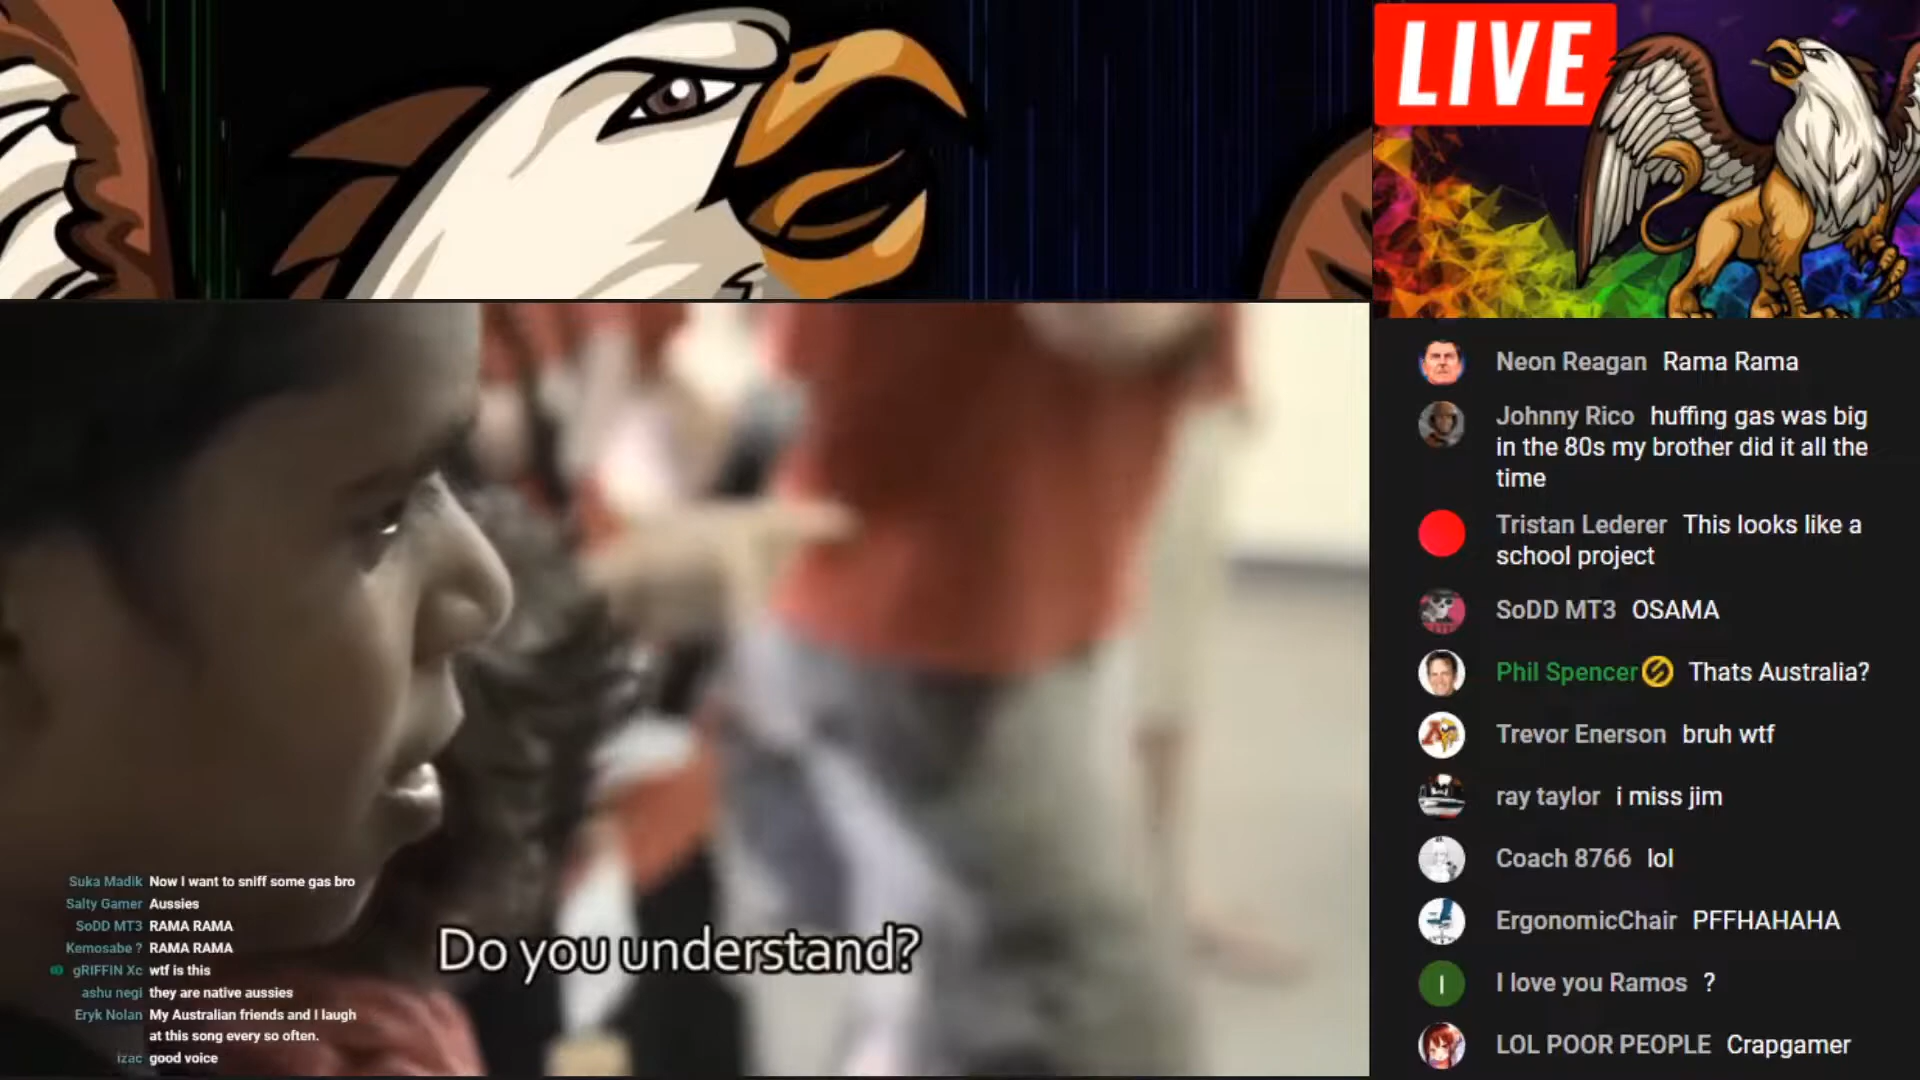 LIVE
Neon Reagan Rama Rama
Johnny Rico huffing gas was big
in the 80s my brother did it all the
time
Tristan Lederer This looks like a
school project
SoDD MT3 OSAMA
Phil Spencer Thats Australia?
Trevor Enerson bruh wtf
ray taylor i miss jim
Coach 8766 lol
ErgonomicChair PFFHAHAHA
I
I love you Ramos ?
LOL POOR PEOPLE Crapgamer
Suka Madik Now I want to sniff some gas bro
Salty Gamer Aussies
SoDD MT3 RAMA RAMA
Kemosabe ? RAMA RAMA
gRIFFIN Xc wtf is this
ashu negi they are native aussies
Eryk Nolan My Australian friends and I laugh
at this song every so often.
izac good voice
Do you understand?